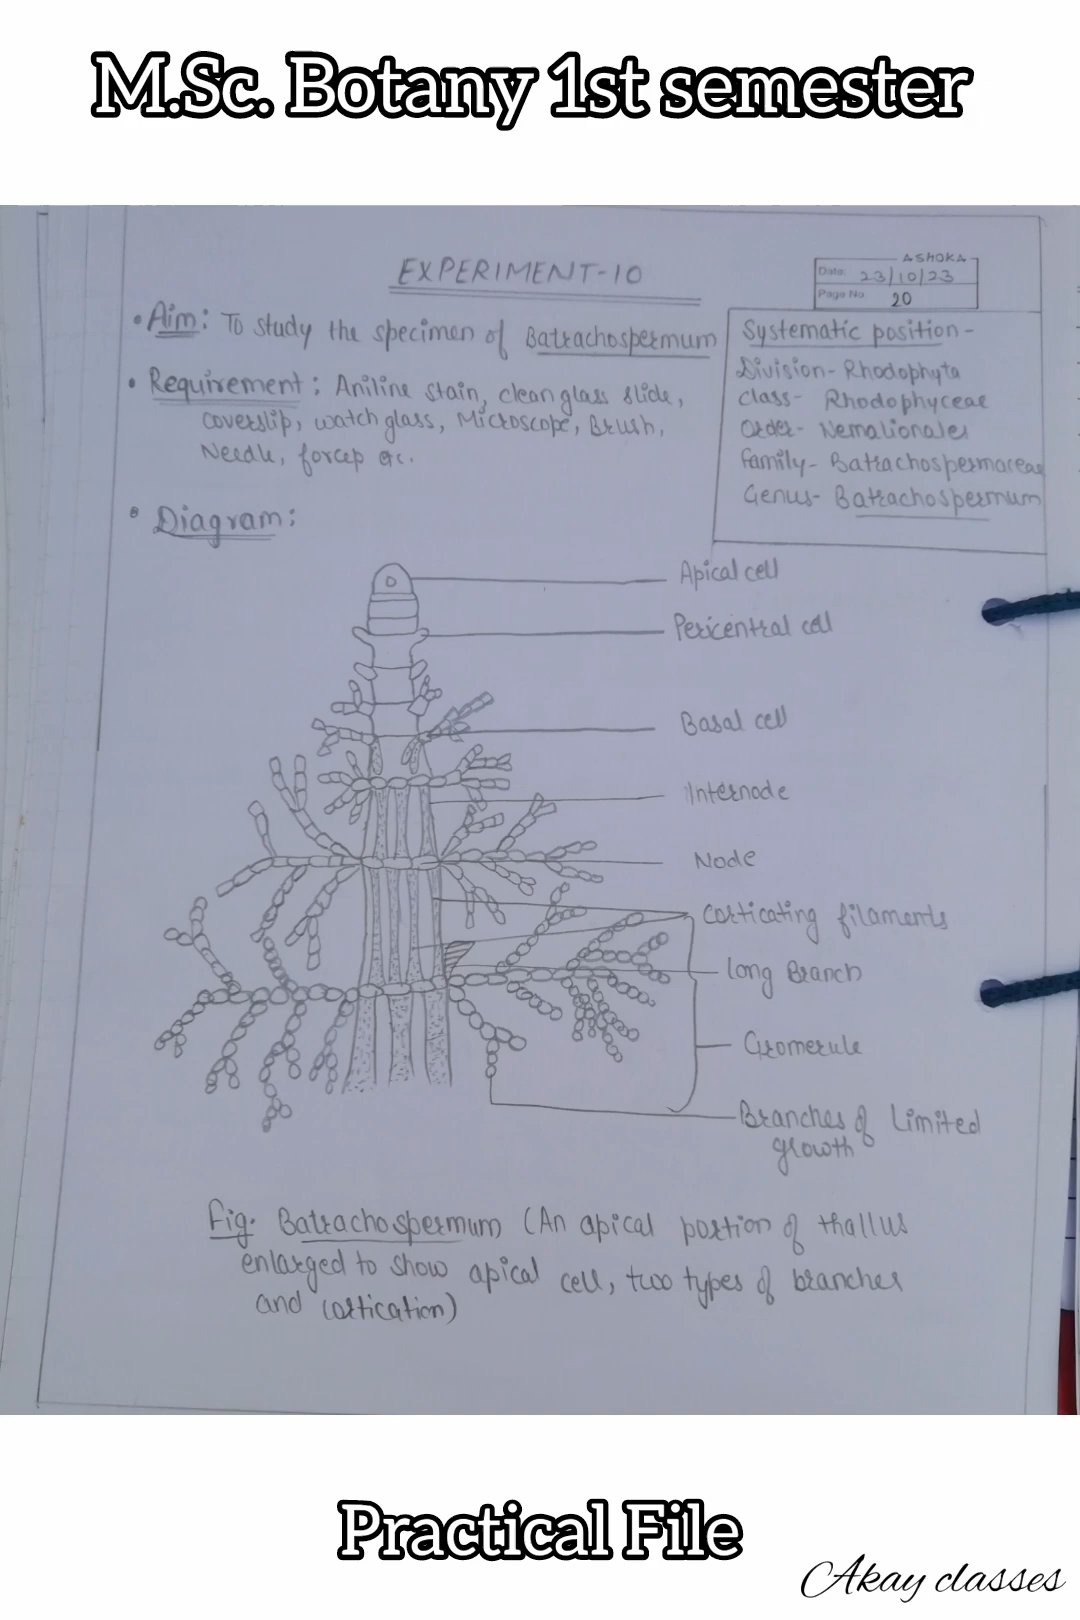 M.Sc. Botany 1st semester
EXPERIMENT-10
ASHOKA
Date: 23/10/23
Page No. 20
• Aim: To study the specimen of Batrachospermum
• Requirement: Aniline stain, clean glass slide,
coverslip, watch glass, Microscope, Brush,
Needle, forcep etc.
Systematic position -
Division- Rhodophyta
class- Rhodophyceae
Order- Nemalionales
family- Batrachospermaceae
Genus- Batrachospermum
• Diagram:
Apical cell
Pericentral cell
Basal cell
Internode
Node
corticating filaments
long Branch
Gromerule
Branches of limited
growth
Fig. Batrachospermum (An apical portion of thallus
enlarged to show apical cell, two types of branches
and cortication)
Practical File
Akay classes